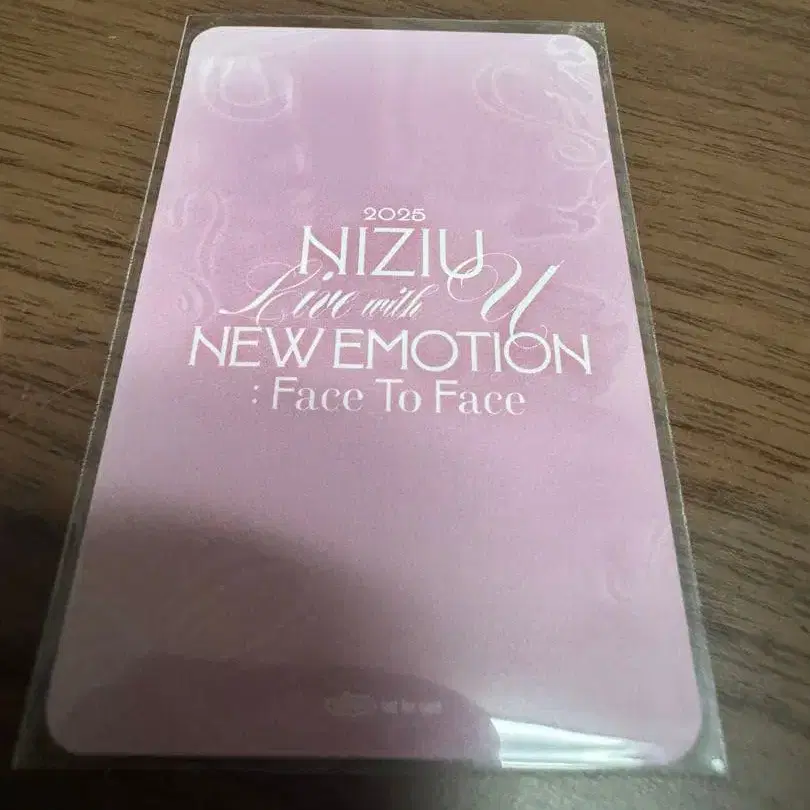 2025
NIZIU
Live with U
NEW EMOTION
: Face To Face